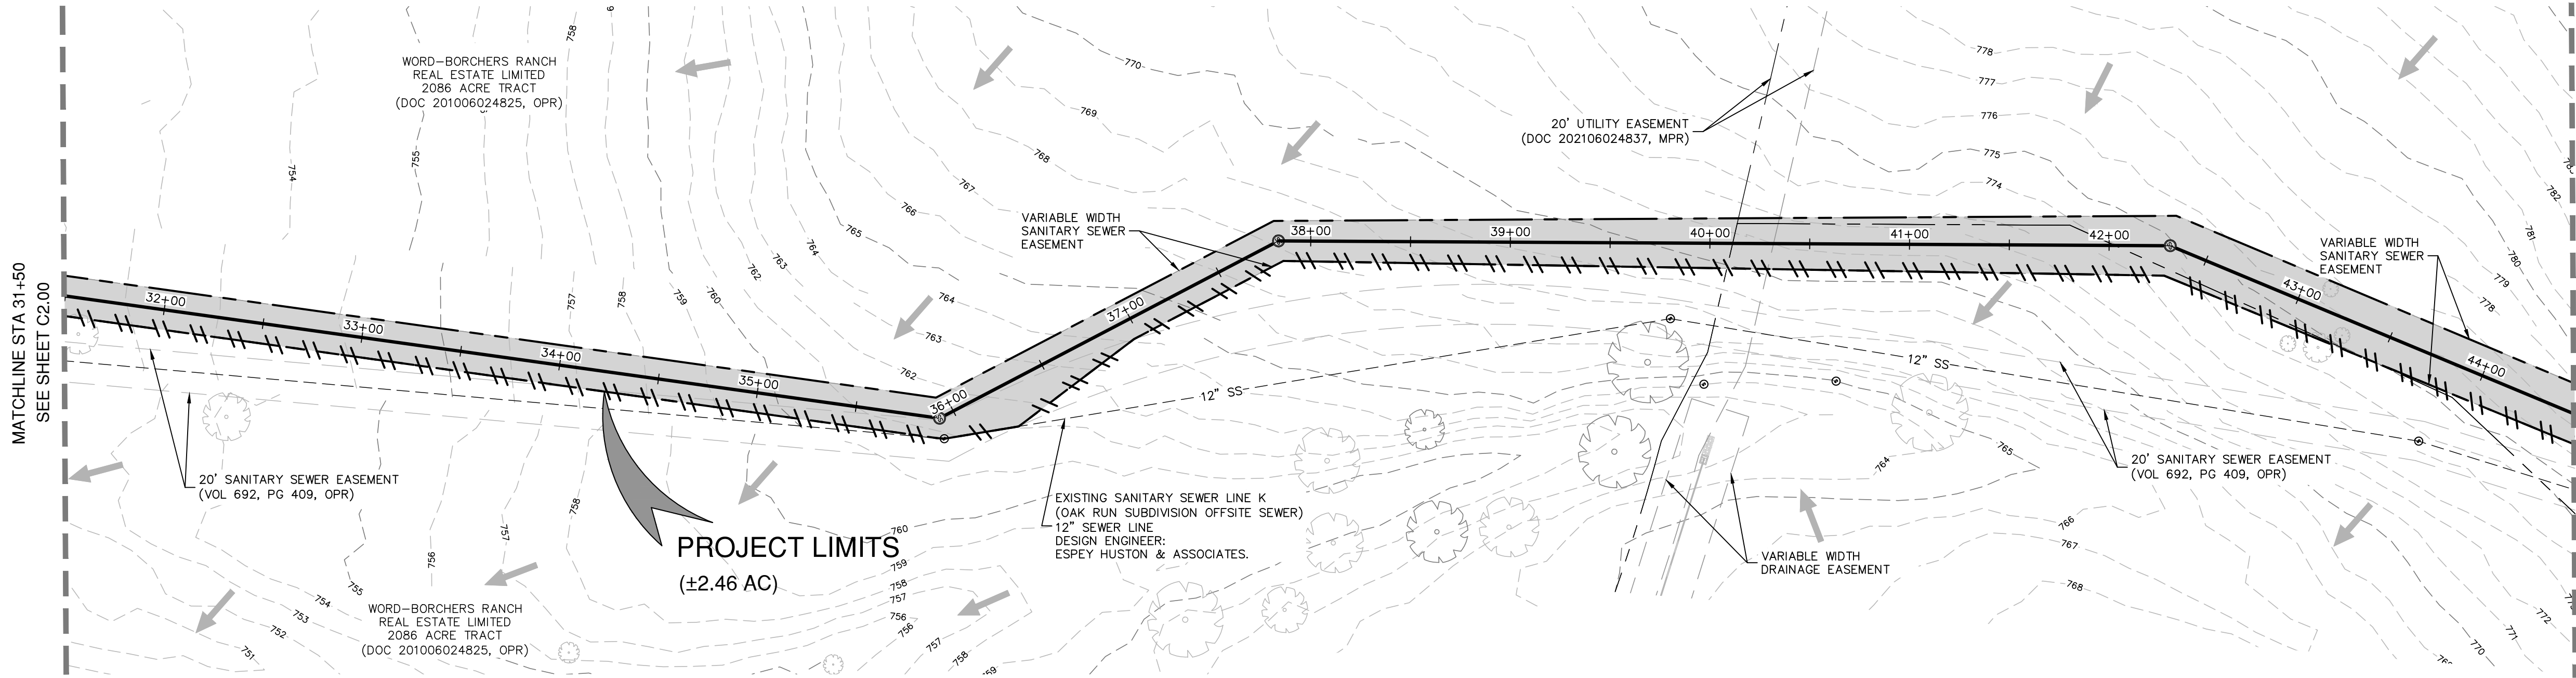 MATCHLINE STA 31+50
SEE SHEET C2.00
WORD-BORCHERS RANCH
REAL ESTATE LIMITED
2086 ACRE TRACT
(DOC 201006024825, OPR)
758
755
754
770
769
768
767
766
765
764
763
762
20' UTILITY EASEMENT
(DOC 202106024837, MPR)
778
777
776
775
774
782
781
780
779
778
VARIABLE WIDTH
SANITARY SEWER
EASEMENT
VARIABLE WIDTH
SANITARY SEWER
EASEMENT
757
758
759
760
764
763
762
32+00
33+00
34+00
35+00
36+00
37+00
38+00
39+00
40+00
41+00
42+00
43+00
44+00
12" SS
12" SS
20' SANITARY SEWER EASEMENT
(VOL 692, PG 409, OPR)
20' SANITARY SEWER EASEMENT
(VOL 692, PG 409, OPR)
EXISTING SANITARY SEWER LINE K
(OAK RUN SUBDIVISION OFFSITE SEWER)
12" SEWER LINE
DESIGN ENGINEER:
ESPEY HUSTON & ASSOCIATES.
PROJECT LIMITS
(±2.46 AC)
VARIABLE WIDTH
DRAINAGE EASEMENT
764
765
766
767
768
758
757
756
755
754
753
752
751
760
759
758
757
756
756
757
758
772
771
770
WORD-BORCHERS RANCH
REAL ESTATE LIMITED
2086 ACRE TRACT
(DOC 201006024825, OPR)